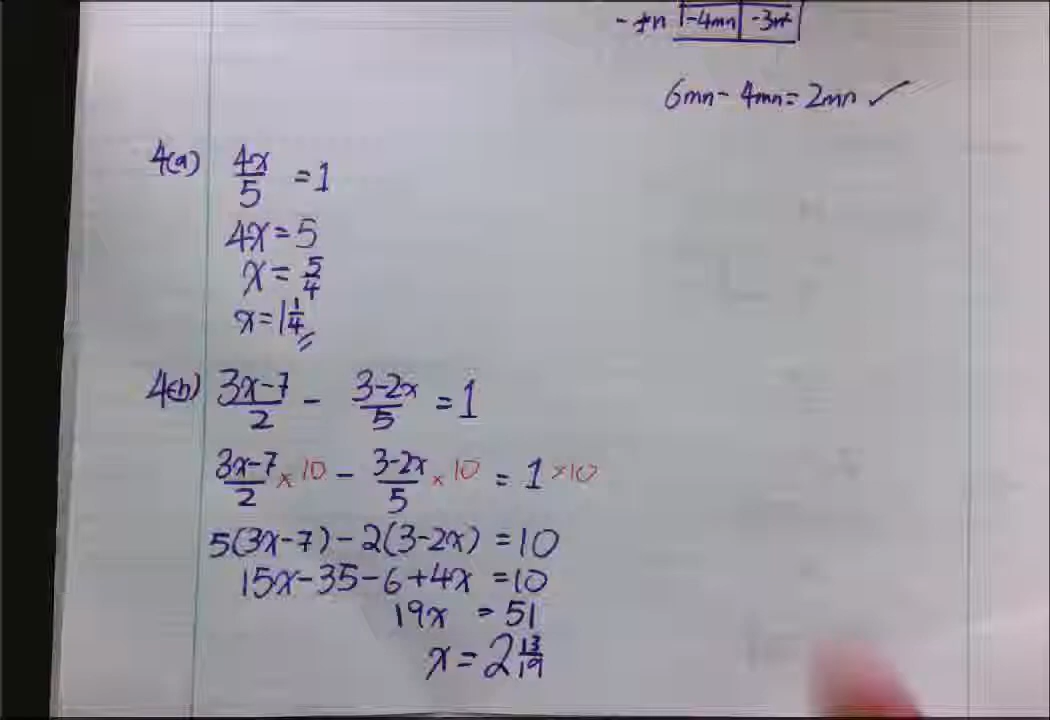 -4mn -3n²
6mn - 4mn = 2mn ✓
4(a) 4x/5 = 1
4x = 5
x = 5/4
x = 1 1/4
4(b) (3x-7)/2 - (3-2x)/5 = 1
(3x-7)/2 × 10 - (3-2x)/5 × 10 = 1 × 10
5(3x-7) - 2(3-2x) = 10
15x - 35 - 6 + 4x = 10
19x = 51
x = 2 13/19